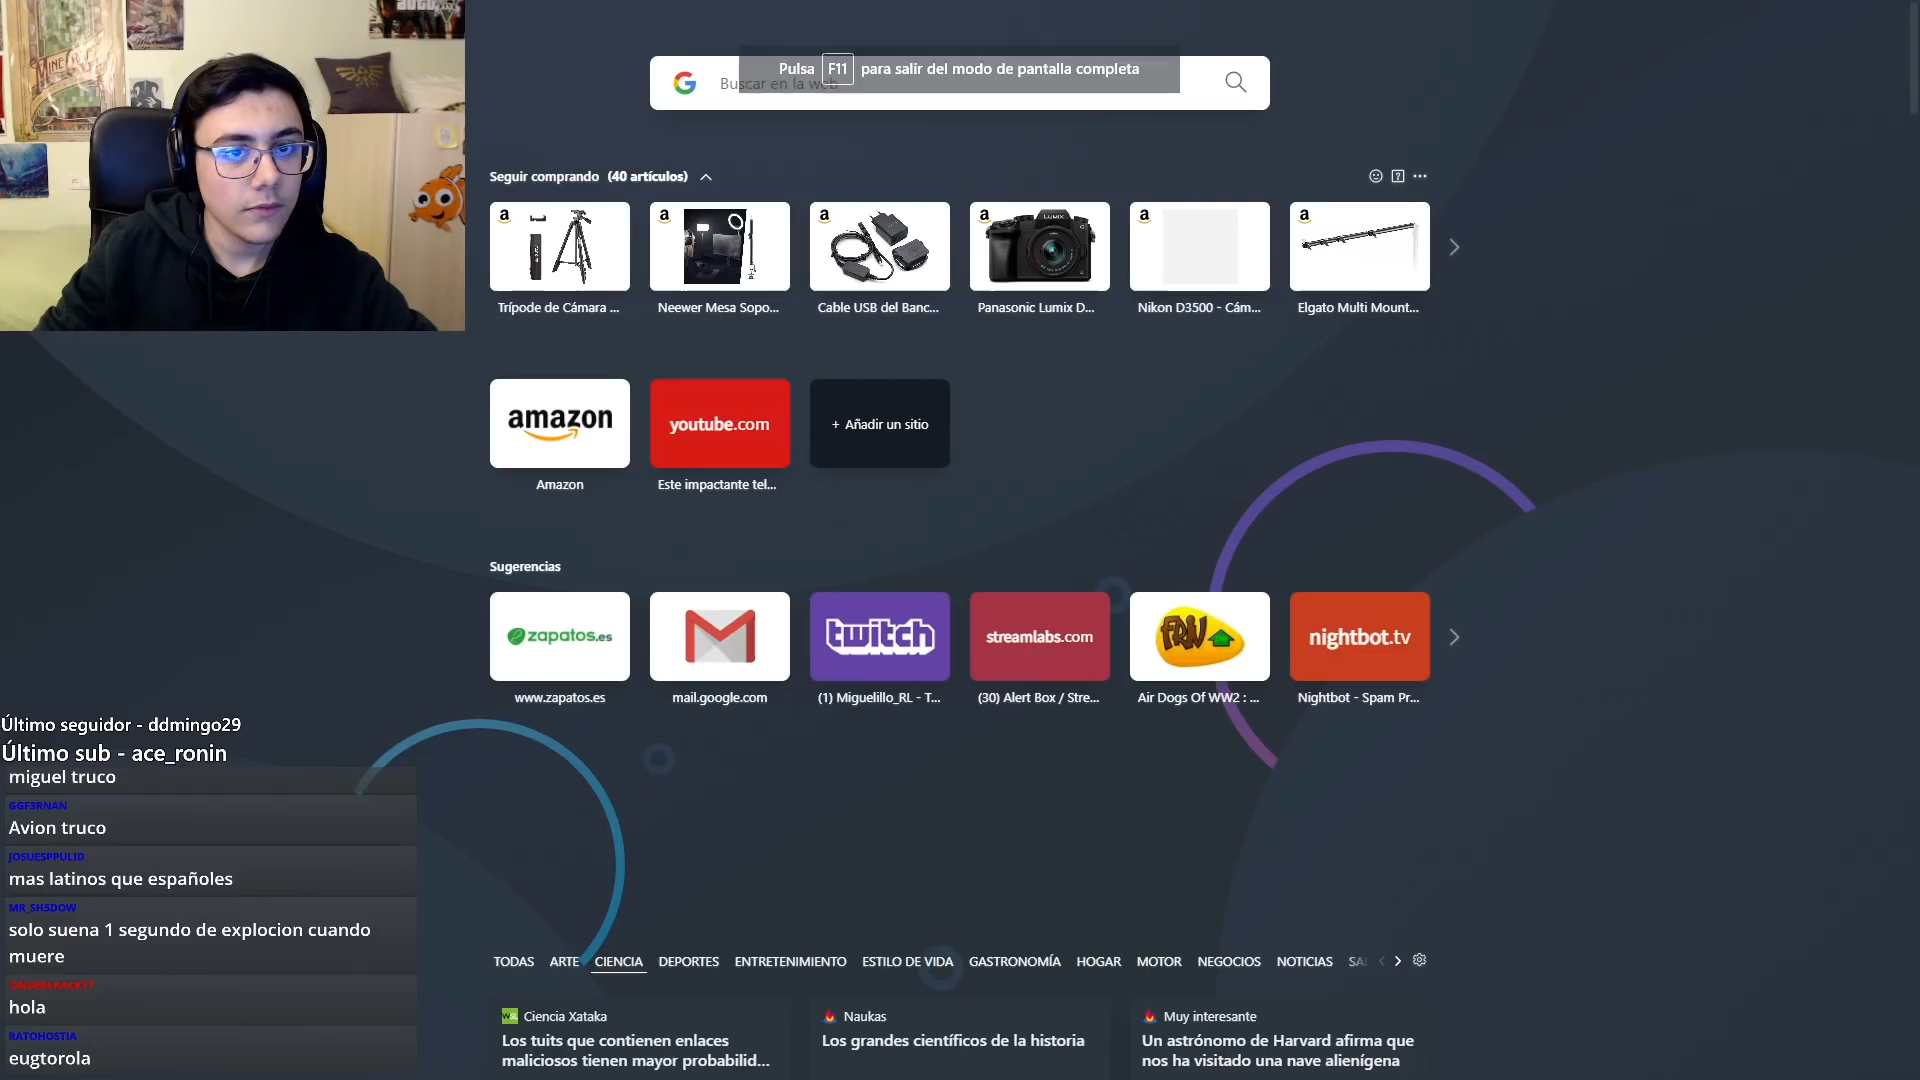 Pulsa F11 para salir del modo de pantalla completa
Buscar en la web
Seguir comprando (40 artículos)
Trípode de Cámara ...
Neewer Mesa Sopo...
Cable USB del Banc...
LUMIX
Panasonic Lumix D...
Nikon D3500 - Cám...
Elgato Multi Mount...
amazon
youtube.com
+ Añadir un sitio
Amazon
Este impactante tel...
Sugerencias
zapatos.es
twitch
streamlabs.com
FRIV
nightbot.tv
www.zapatos.es
mail.google.com
(1) Miguelillo_RL - T...
(30) Alert Box / Stre...
Air Dogs Of WW2 : ...
Nightbot - Spam Pr...
Último seguidor - ddmingo29
Último sub - ace_ronin
miguel truco
GGF3RNAN
Avion truco
JOSUESPPULID
mas latinos que españoles
MR_SH5DOW
solo suena 1 segundo de explocion cuando
muere
hola
RATOHOSTIA
eugtorola
TODAS ARTE CIENCIA DEPORTES ENTRETENIMIENTO ESTILO DE VIDA GASTRONOMÍA HOGAR MOTOR NEGOCIOS NOTICIAS
Ciencia Xataka
Los tuits que contienen enlaces
maliciosos tienen mayor probabilid...
Naukas
Los grandes científicos de la historia
Muy interesante
Un astrónomo de Harvard afirma que
nos ha visitado una nave alienígena